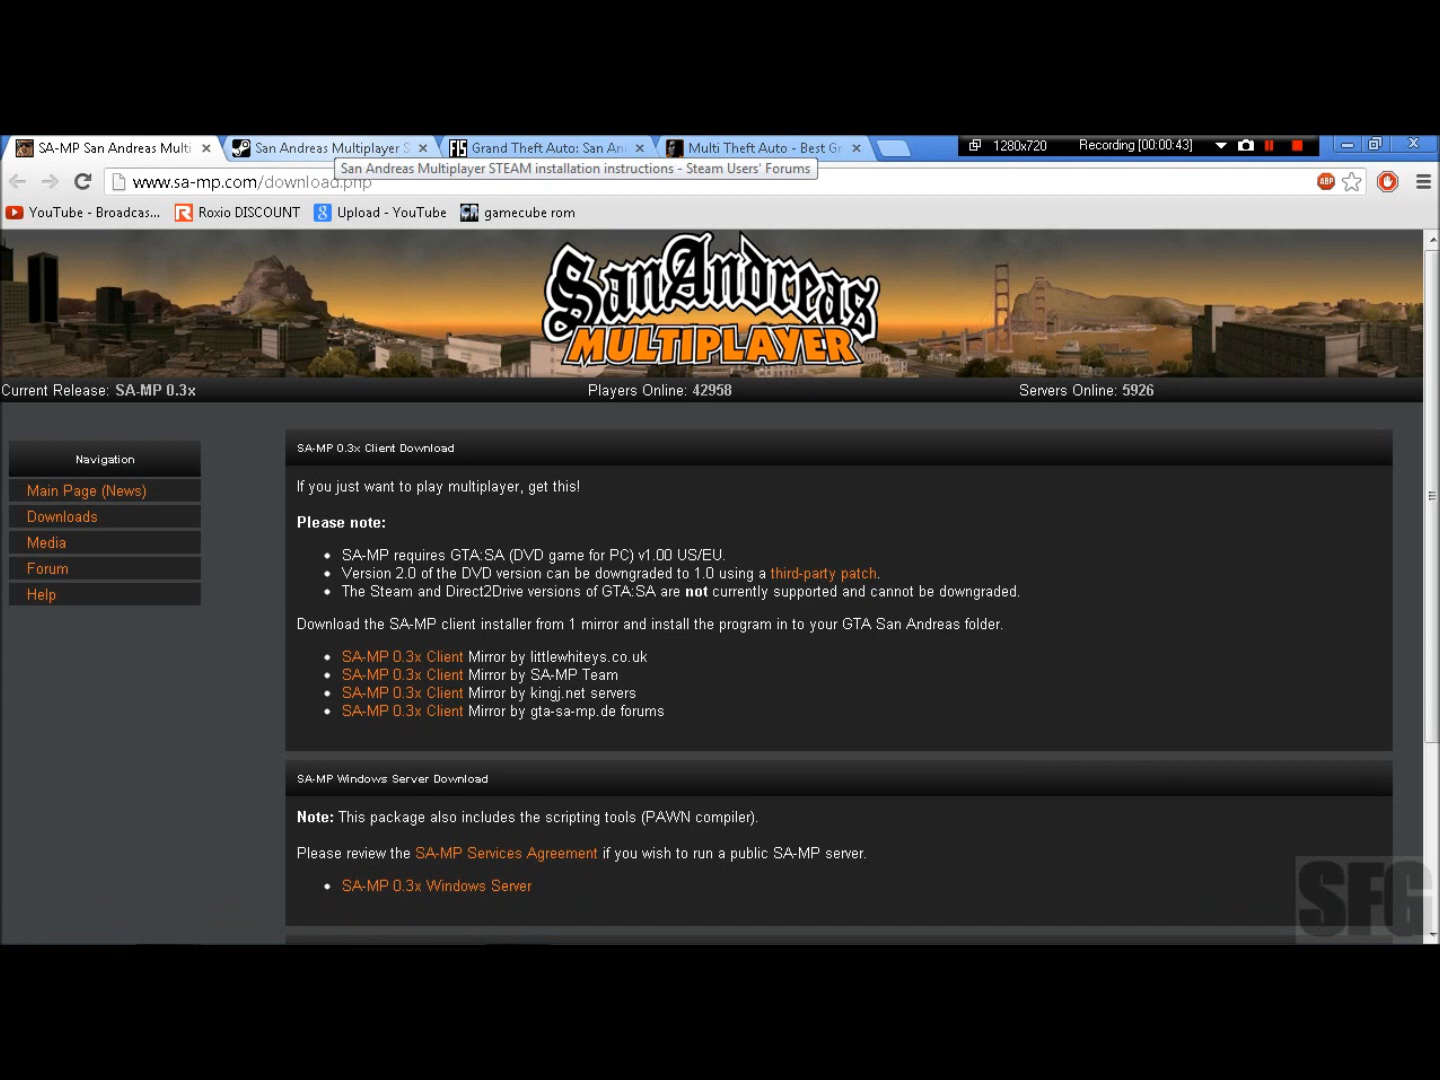 SA-MP San Andreas Multi
San Andreas Multiplayer S
Grand Theft Auto: San An
Multi Theft Auto - Best Gr
1280x720
Recording [00:00:43]
San Andreas Multiplayer STEAM installation instructions - Steam Users' Forums
www.sa-mp.com/download.php
ABP
YouTube - Broadcas...
Roxio DISCOUNT
Upload - YouTube
gamecube rom
San Andreas
MULTIPLAYER
Current Release: SA-MP 0.3x
Players Online: 42958
Servers Online: 5926
Navigation
Main Page (News)
Downloads
Media
Forum
Help
SA-MP 0.3x Client Download
If you just want to play multiplayer, get this!
Please note:
SA-MP requires GTA:SA (DVD game for PC) v1.00 US/EU.
Version 2.0 of the DVD version can be downgraded to 1.0 using a third-party patch.
The Steam and Direct2Drive versions of GTA:SA are not currently supported and cannot be downgraded.
Download the SA-MP client installer from 1 mirror and install the program in to your GTA San Andreas folder.
SA-MP 0.3x Client Mirror by littlewhiteys.co.uk
SA-MP 0.3x Client Mirror by SA-MP Team
SA-MP 0.3x Client Mirror by kingj.net servers
SA-MP 0.3x Client Mirror by gta-sa-mp.de forums
SA-MP Windows Server Download
Note: This package also includes the scripting tools (PAWN compiler).
Please review the SA-MP Services Agreement if you wish to run a public SA-MP server.
SA-MP 0.3x Windows Server
SFG